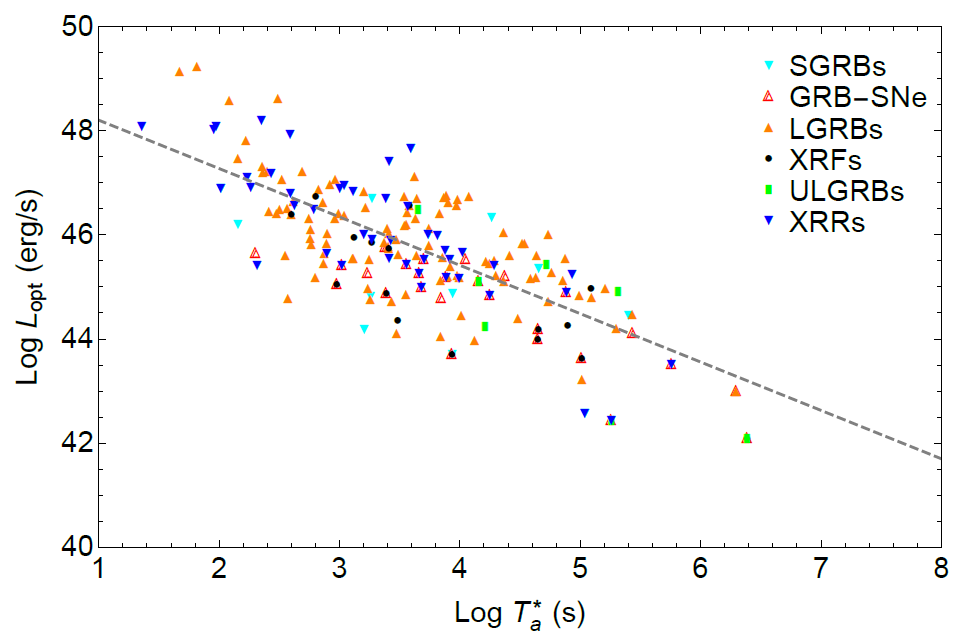 50
48
46
44
42
40
Log L_opt (erg/s)
SGRBs
GRB−SNe
LGRBs
XRFs
ULGRBs
XRRs
1 2 3 4 5 6 7 8
Log T_a^* (s)